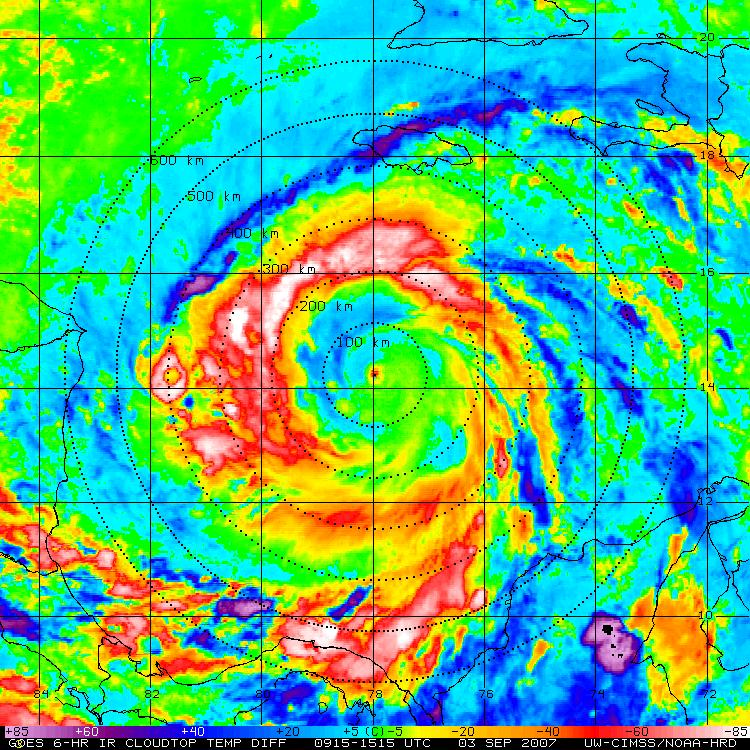 20
18
600 km
500 km
400 km
300 km
16
200 km
100 km
14
12
10
84 82 80 78 76 74 72
+85 +60 +40 +20 +5 0 -5 -20 -40 -60 -85
GOES 6-HR IR CLOUDTOP TEMP DIFF 0915-1515 UTC 03 SEP 2007 UW-CIMSS/NOAA-HRD